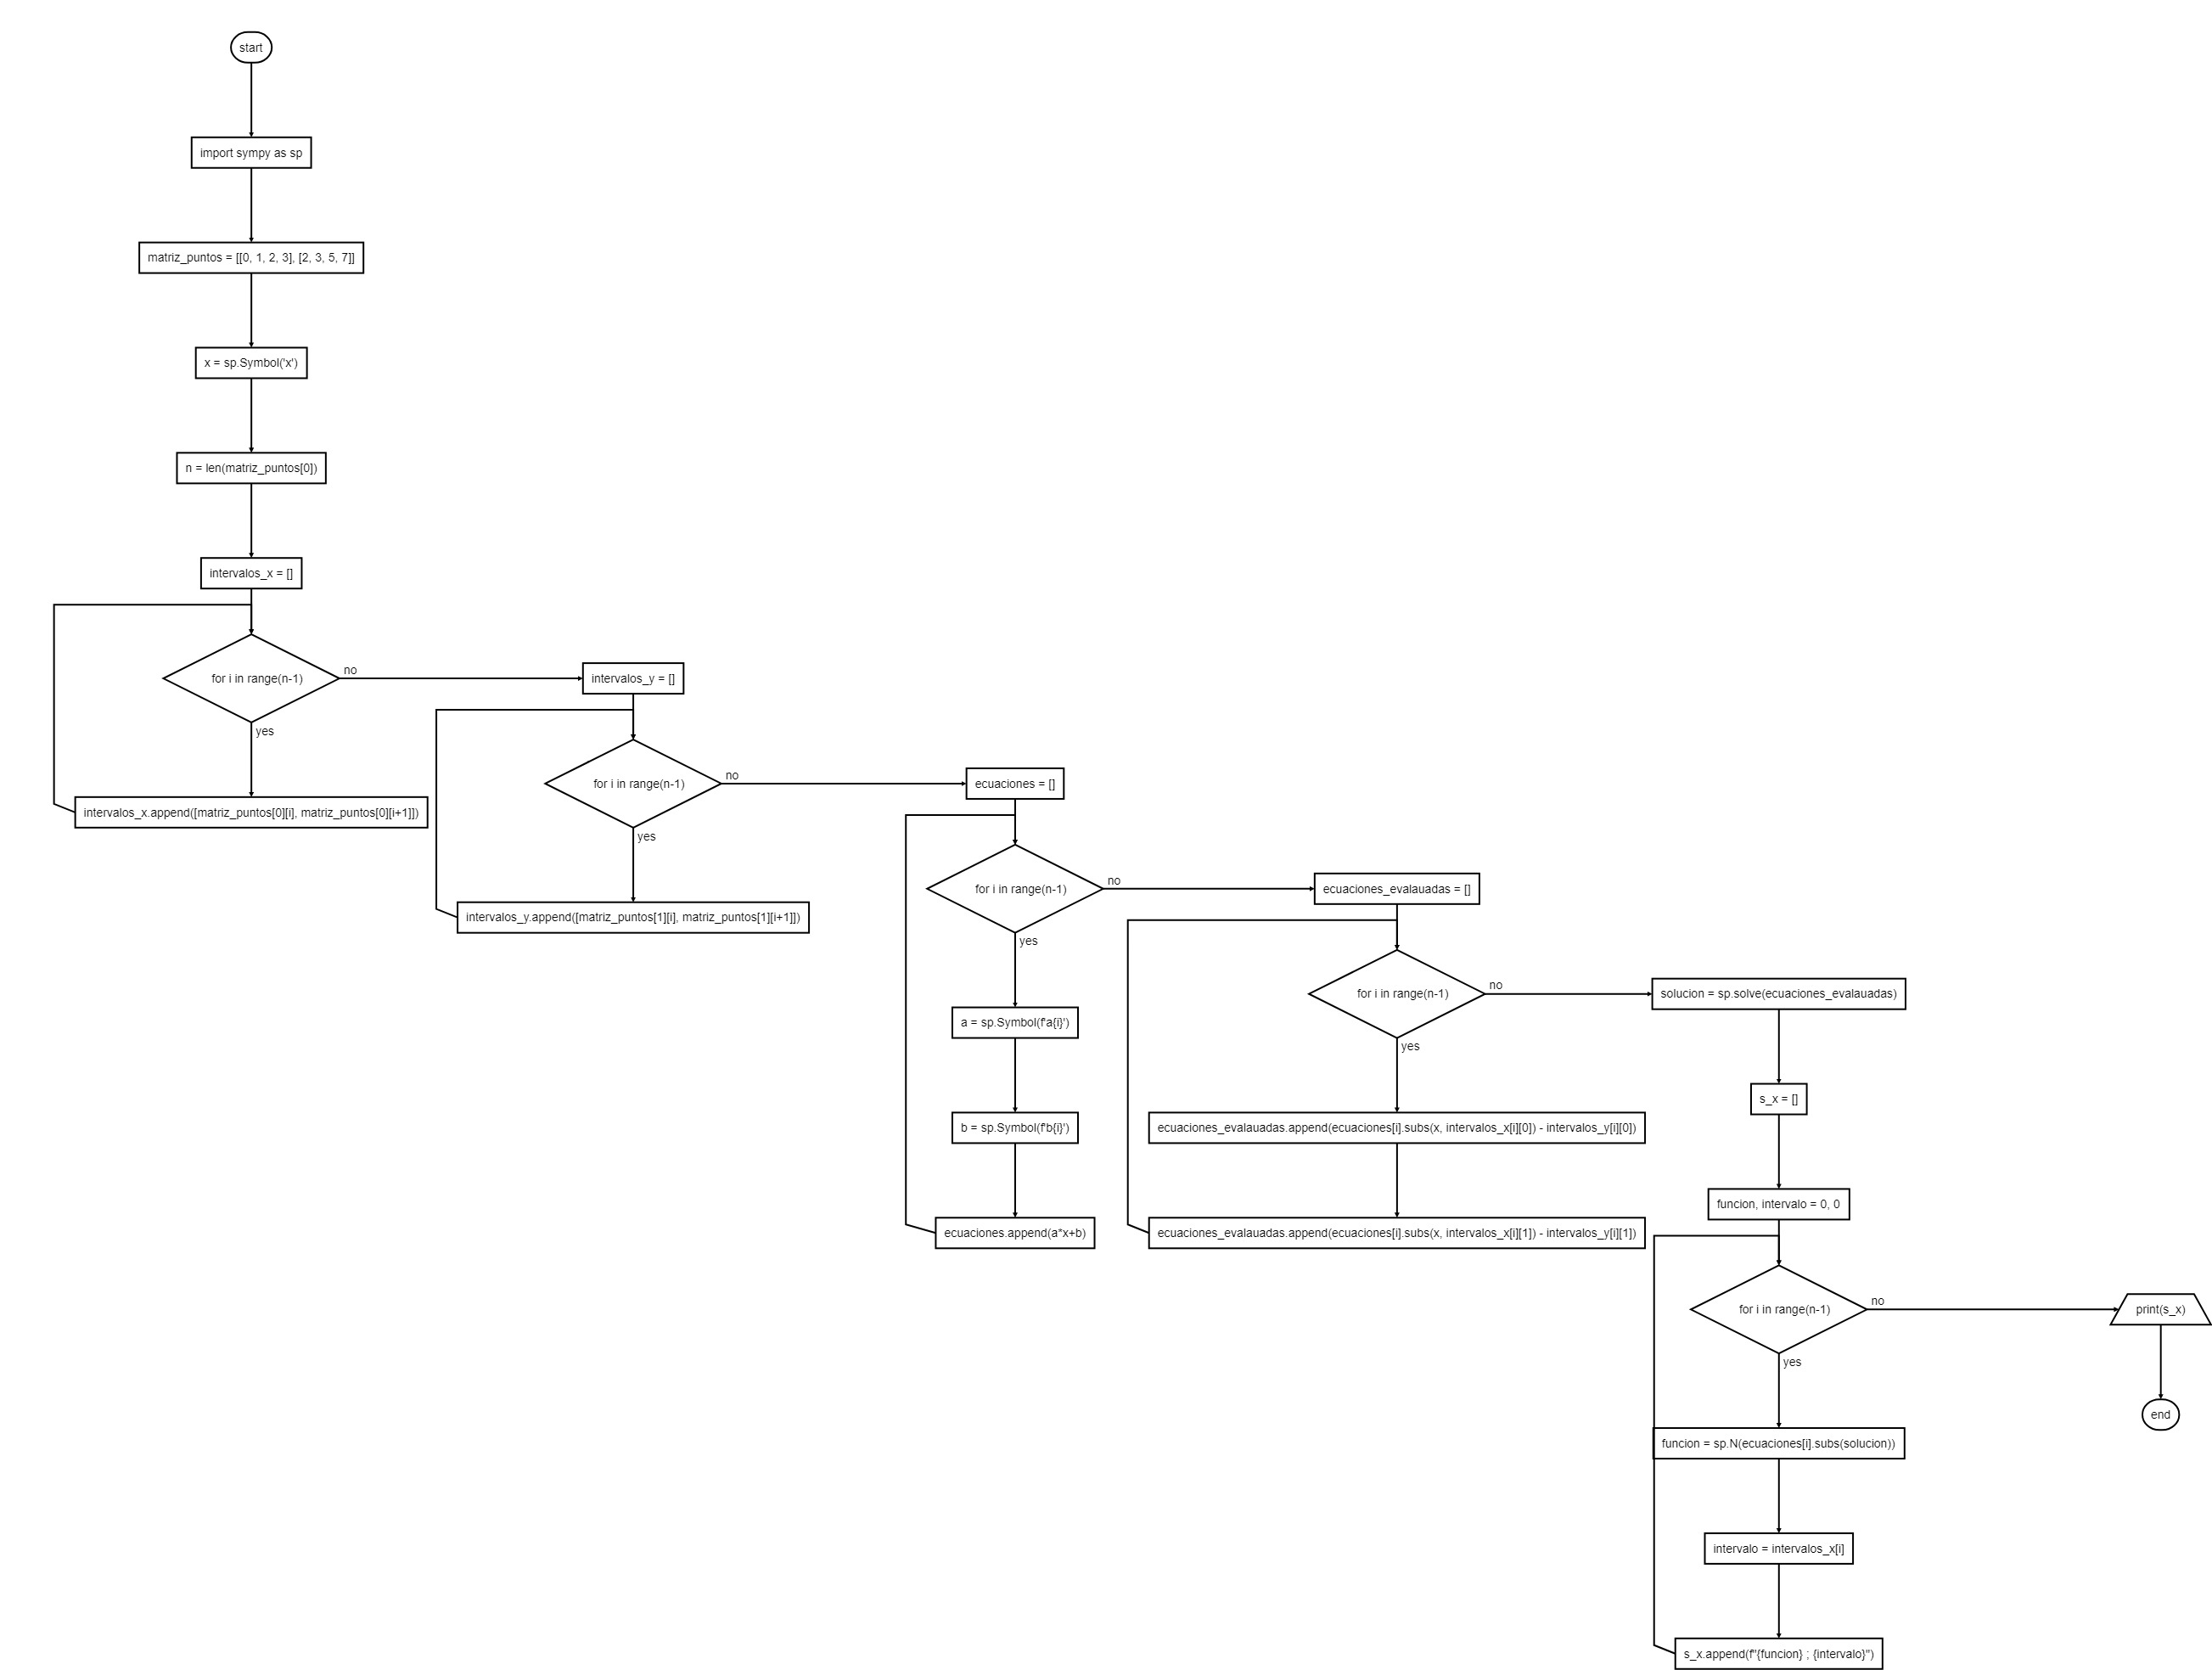 start
import sympy as sp
matriz_puntos = [[0, 1, 2, 3], [2, 3, 5, 7]]
x = sp.Symbol('x')
n = len(matriz_puntos[0])
intervalos_x = []
for i in range(n-1)
no
yes
intervalos_x.append([matriz_puntos[0][i], matriz_puntos[0][i+1]])
intervalos_y = []
for i in range(n-1)
no
yes
intervalos_y.append([matriz_puntos[1][i], matriz_puntos[1][i+1]])
ecuaciones = []
for i in range(n-1)
no
yes
a = sp.Symbol(f'a{i}')
b = sp.Symbol(f'b{i}')
ecuaciones.append(a*x+b)
ecuaciones_evalauadas = []
for i in range(n-1)
no
yes
ecuaciones_evalauadas.append(ecuaciones[i].subs(x, intervalos_x[i][0]) - intervalos_y[i][0])
ecuaciones_evalauadas.append(ecuaciones[i].subs(x, intervalos_x[i][1]) - intervalos_y[i][1])
solucion = sp.solve(ecuaciones_evalauadas)
s_x = []
funcion, intervalo = 0, 0
for i in range(n-1)
no
yes
funcion = sp.N(ecuaciones[i].subs(solucion))
intervalo = intervalos_x[i]
s_x.append(f"{funcion} ; {intervalo}")
print(s_x)
end